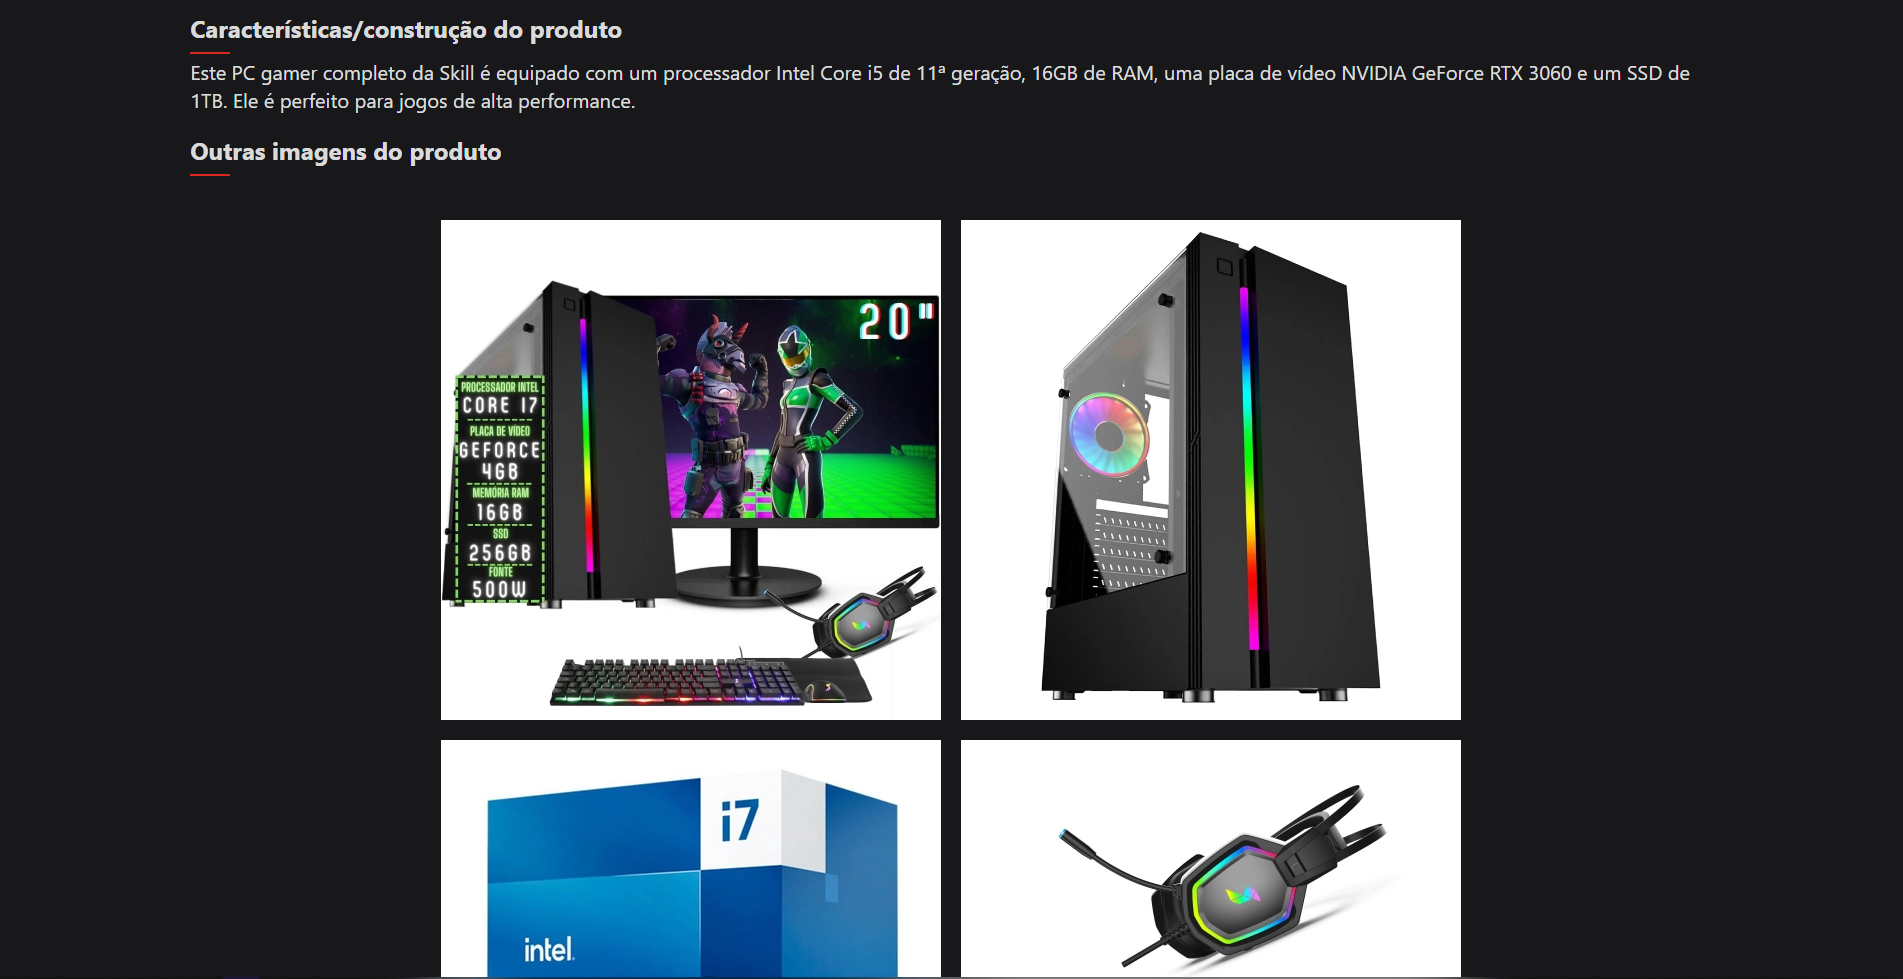 Características/construção do produto
Este PC gamer completo da Skill é equipado com um processador Intel Core i5 de 11ª geração, 16GB de RAM, uma placa de vídeo NVIDIA GeForce RTX 3060 e um SSD de
1TB. Ele é perfeito para jogos de alta performance.
Outras imagens do produto
20"
PROCESSADOR INTEL
CORE I7
PLACA DE VÍDEO
GEFORCE
4GB
MEMÓRIA RAM
16GB
SSD
256GB
FONTE
500W
i7
intel.